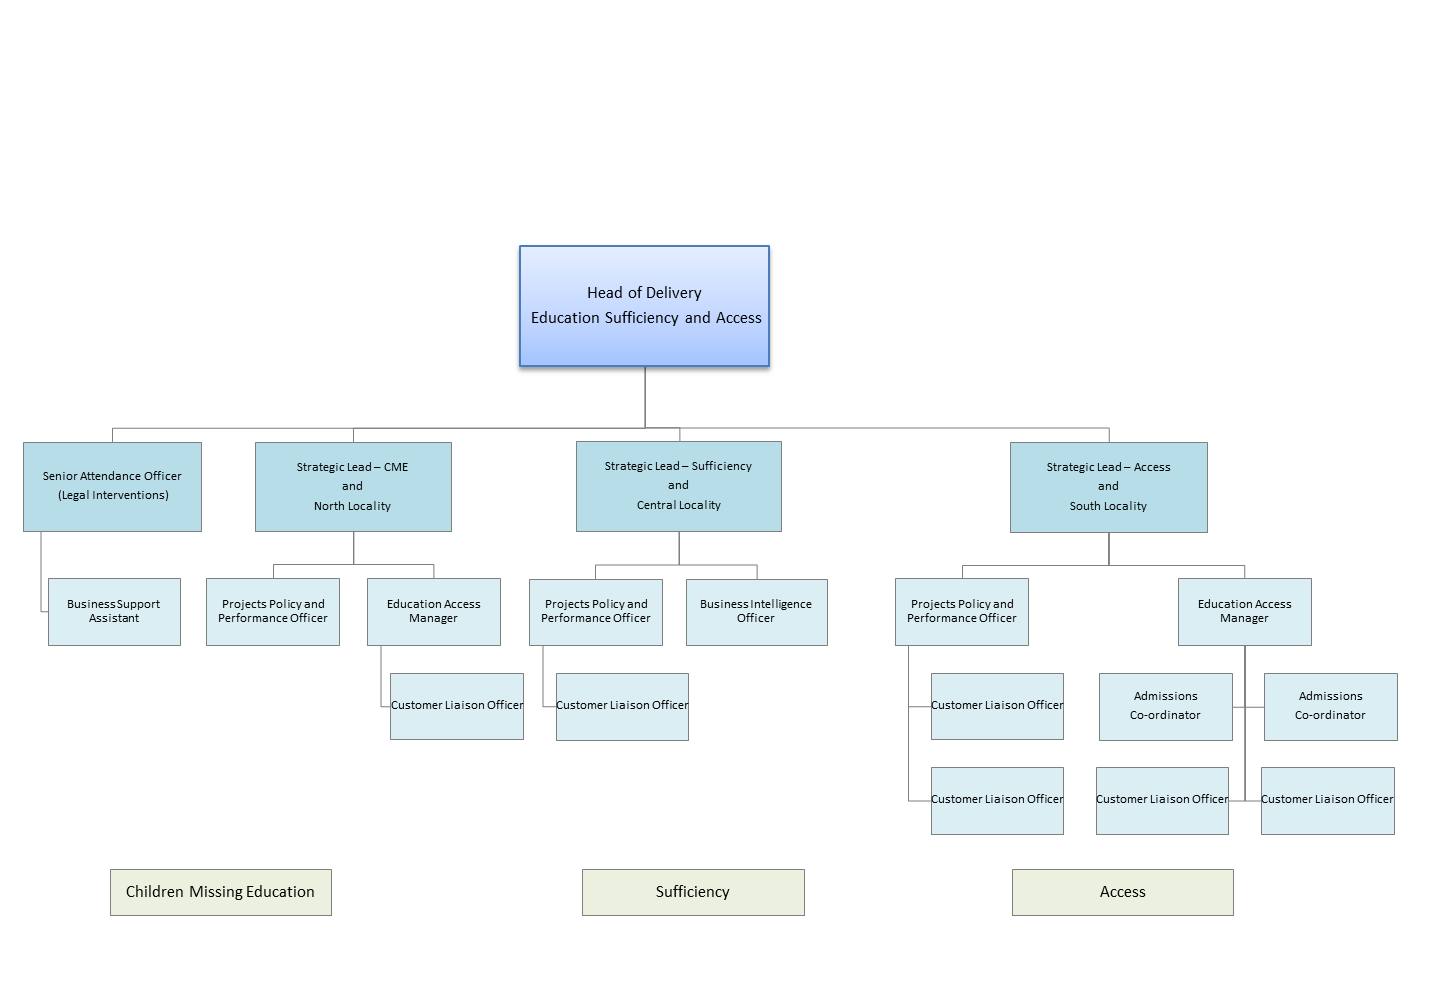 Head of Delivery
Education Sufficiency and Access
Senior Attendance Officer
(Legal Interventions)
Strategic Lead – CME
and
North Locality
Strategic Lead – Sufficiency
and
Central Locality
Strategic Lead – Access
and
South Locality
Business Support
Assistant
Projects Policy and
Performance Officer
Education Access
Manager
Projects Policy and
Performance Officer
Business Intelligence
Officer
Projects Policy and
Performance Officer
Education Access
Manager
Customer Liaison Officer
Customer Liaison Officer
Customer Liaison Officer
Admissions
Co-ordinator
Admissions
Co-ordinator
Customer Liaison Officer
Customer Liaison Officer
Customer Liaison Officer
Children Missing Education
Sufficiency
Access